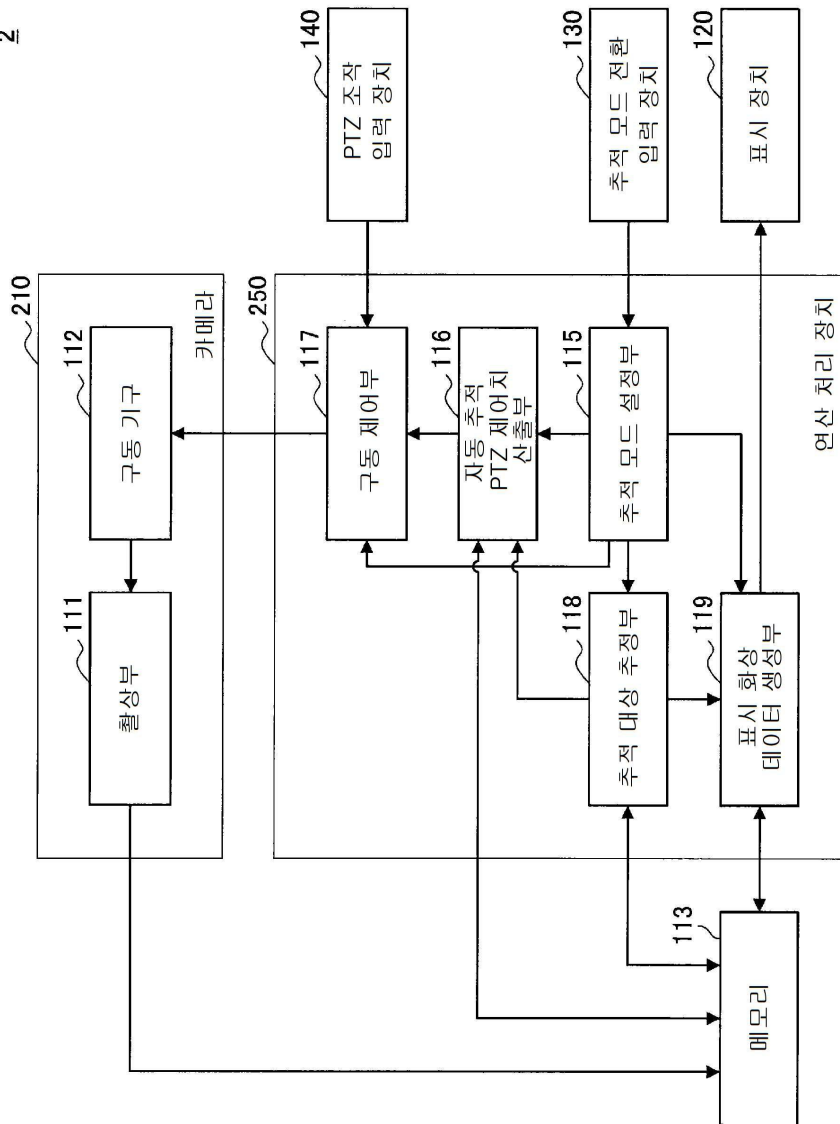 2
210
카메라
111
촬상부
112
구동 기구
140
PTZ 조작
입력 장치
250
연산 처리 장치
117
구동 제어부
116
자동 추적
PTZ 제어치
산출부
130
추적 모드 전환
입력 장치
118
추적 대상 추정부
115
추적 모드 설정부
113
메모리
119
표시 화상
데이터 생성부
120
표시 장치